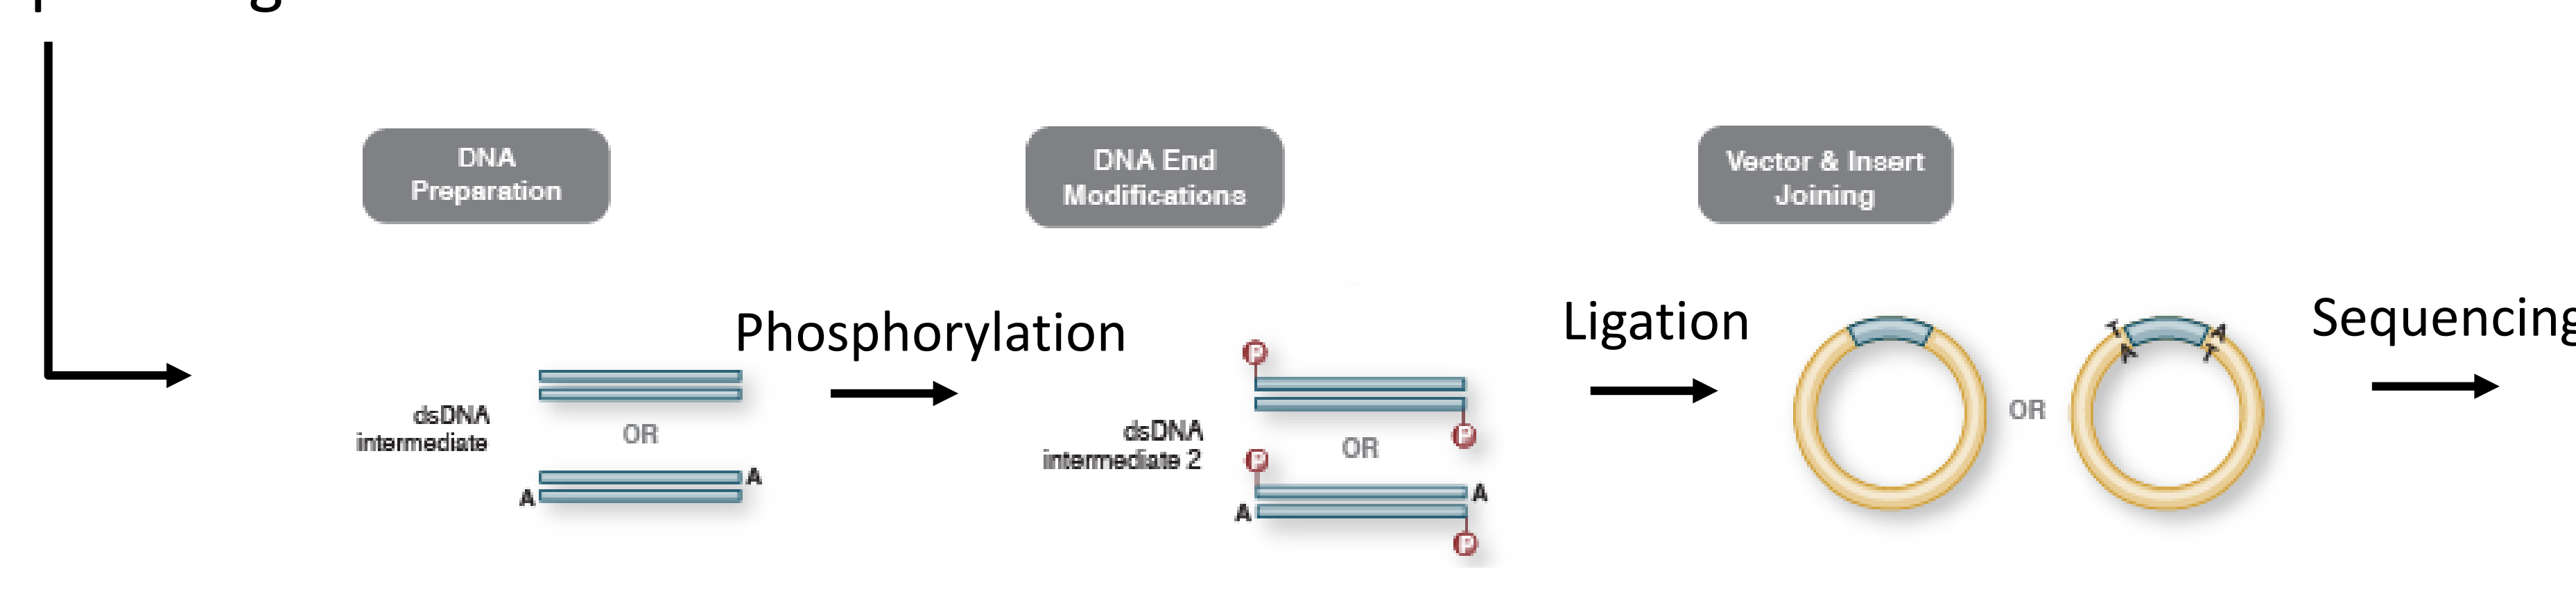 DNA
Preparation
DNA End
Modifications
Vector & Insert
Joining
Phosphorylation
Ligation
Sequencing
dsDNA
intermediate
OR
A
A
dsDNA
intermediate 2
P
P
OR
P
A
A
P
T
A
A
T
OR